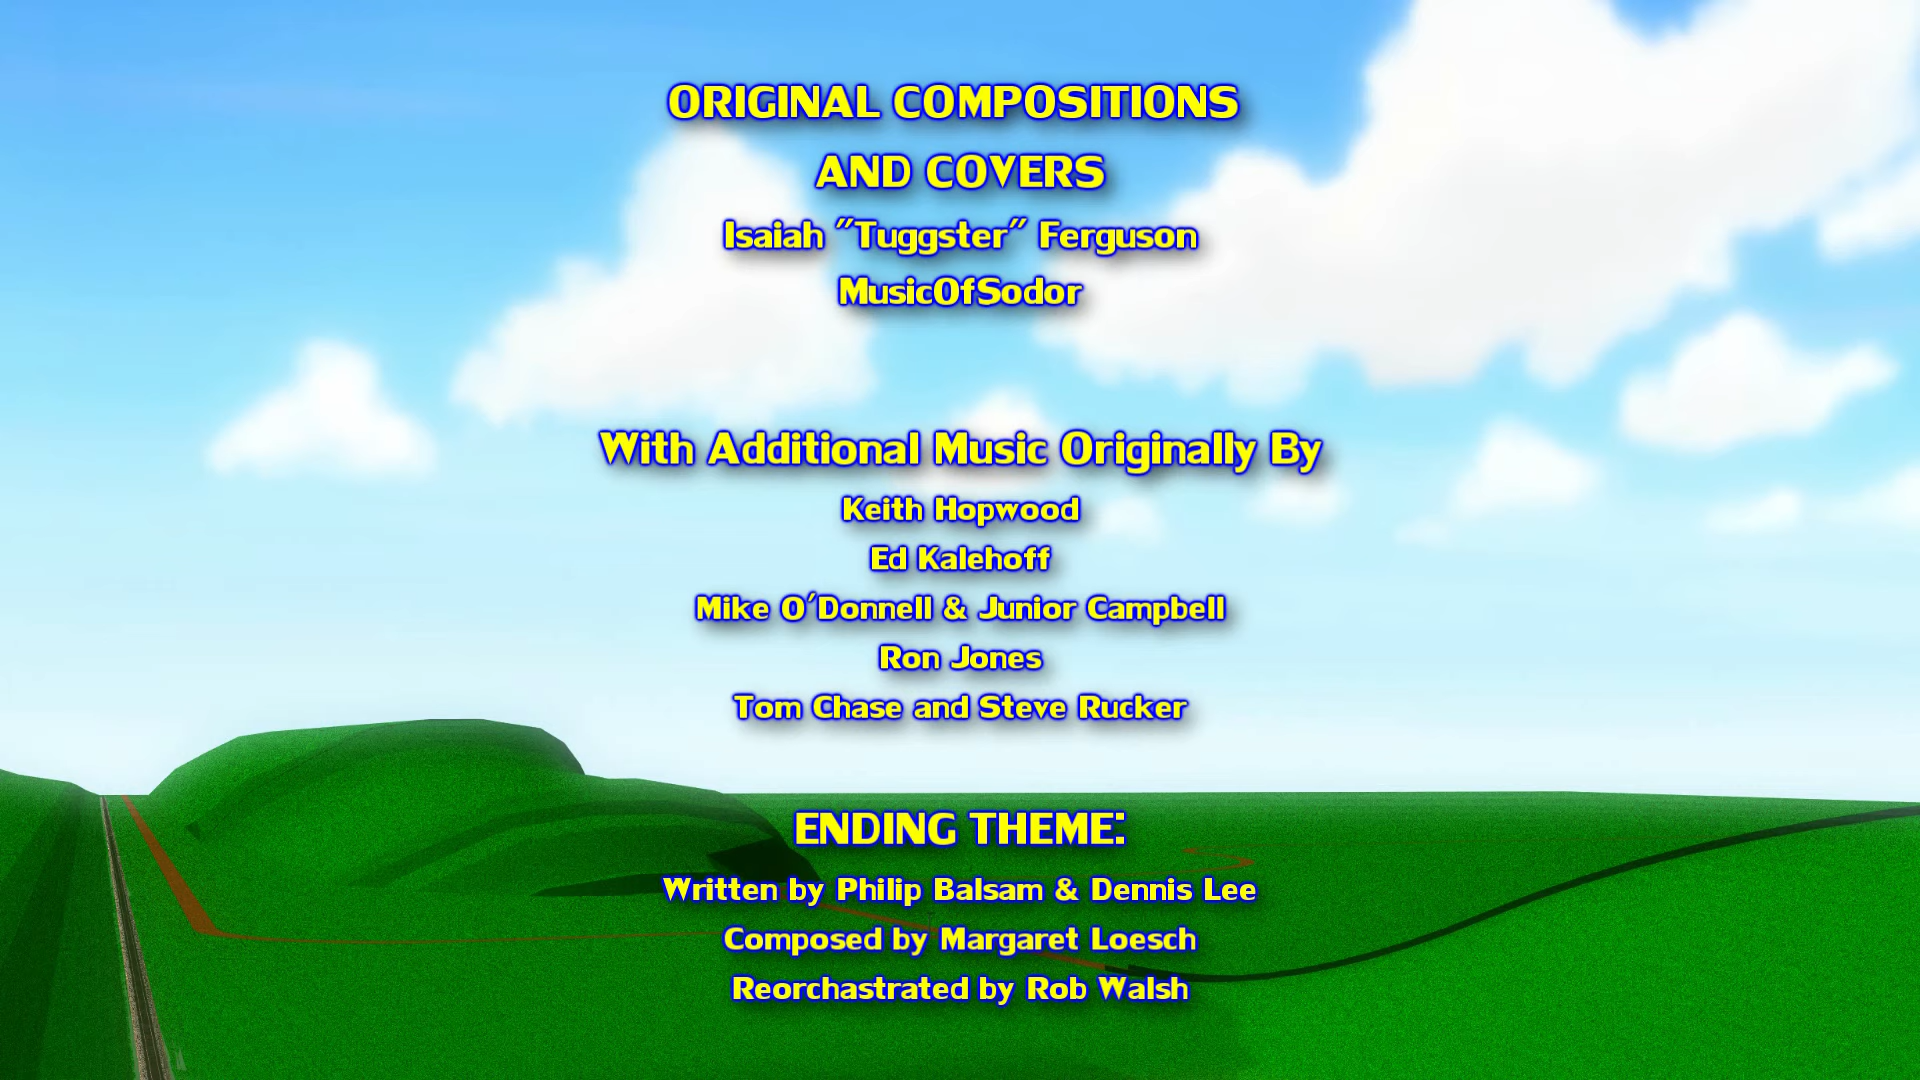 ORIGINAL COMPOSITIONS
AND COVERS
Isaiah "Tuggster" Ferguson
MusicOfSodor
With Additional Music Originally By
Keith Hopwood
Ed Kalehoff
Mike O'Donnell & Junior Campbell
Ron Jones
Tom Chase and Steve Rucker
ENDING THEME:
Written by Philip Balsam & Dennis Lee
Composed by Margaret Loesch
Reorchastrated by Rob Walsh